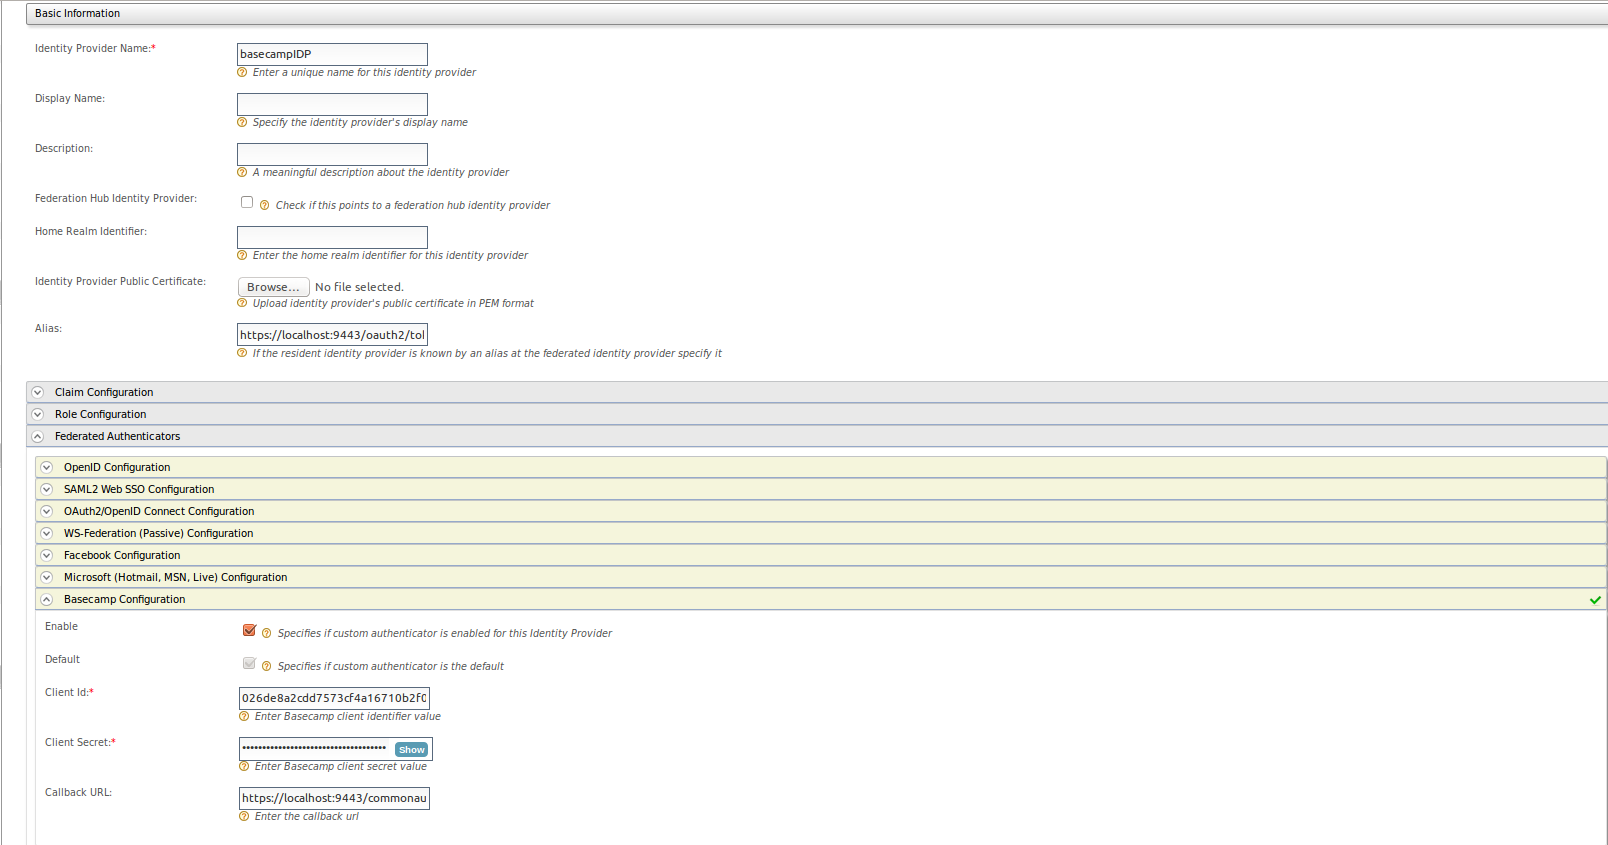 Basic Information
Identity Provider Name:*
basecampIDP
Enter a unique name for this identity provider
Display Name:
Specify the identity provider's display name
Description:
A meaningful description about the identity provider
Federation Hub Identity Provider:
Check if this points to a federation hub identity provider
Home Realm Identifier:
Enter the home realm identifier for this identity provider
Identity Provider Public Certificate:
Browse... No file selected.
Upload identity provider's public certificate in PEM format
Alias:
https://localhost:9443/oauth2/tol
If the resident identity provider is known by an alias at the federated identity provider specify it
Claim Configuration
Role Configuration
Federated Authenticators
OpenID Configuration
SAML2 Web SSO Configuration
OAuth2/OpenID Connect Configuration
WS-Federation (Passive) Configuration
Facebook Configuration
Microsoft (Hotmail, MSN, Live) Configuration
Basecamp Configuration
Enable
Specifies if custom authenticator is enabled for this Identity Provider
Default
Specifies if custom authenticator is the default
Client Id:*
026de8a2cdd7573cf4a16710b2f0
Enter Basecamp client identifier value
Client Secret:*
Show
Enter Basecamp client secret value
Callback URL:
https://localhost:9443/commonau
Enter the callback url